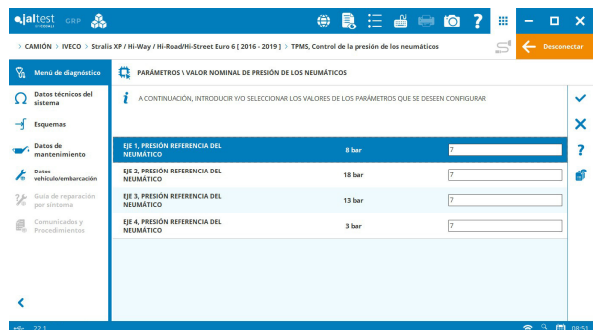 jaltest GRP
> CAMIÓN > IVECO > Stralis XP / Hi-Way / Hi-Road/Hi-Street Euro 6 [ 2016 - 2019 ] > TPMS, Control de la presión de los neumáticos
Desconectar
Menú de diagnóstico
PARÁMETROS \ VALOR NOMINAL DE PRESIÓN DE LOS NEUMÁTICOS
Datos técnicos del
sistema
A CONTINUACIÓN, INTRODUCIR Y/O SELECCIONAR LOS VALORES DE LOS PARÁMETROS QUE SE DESEEN CONFIGURAR
Esquemas
Datos de
mantenimiento
Datos
vehículo/embarcación
Guía de reparación
por síntoma
Comunicados y
Procedimientos
EJE 1, PRESIÓN REFERENCIA DEL
NEUMÁTICO
8 bar
7
EJE 2, PRESIÓN REFERENCIA DEL
NEUMÁTICO
18 bar
7
EJE 3, PRESIÓN REFERENCIA DEL
NEUMÁTICO
13 bar
7
EJE 4, PRESIÓN REFERENCIA DEL
NEUMÁTICO
3 bar
7
22.1
08:51